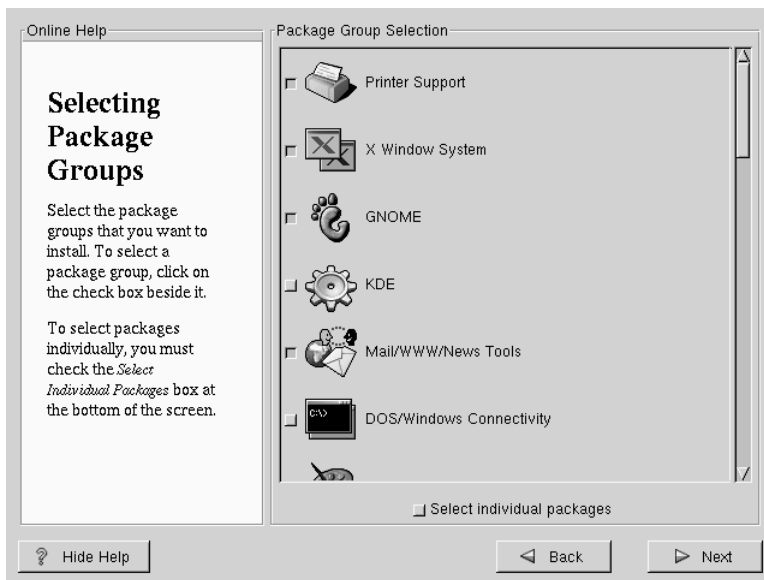 Online Help
Selecting
Package
Groups
Select the package
groups that you want to
install. To select a
package group, click on
the check box beside it.
To select packages
individually, you must
check the Select
Individual Packages box at
the bottom of the screen.
Package Group Selection
Printer Support
X Window System
GNOME
KDE
Mail/WWW/News Tools
C:\>
DOS/Windows Connectivity
Select individual packages
Hide Help
Back
Next